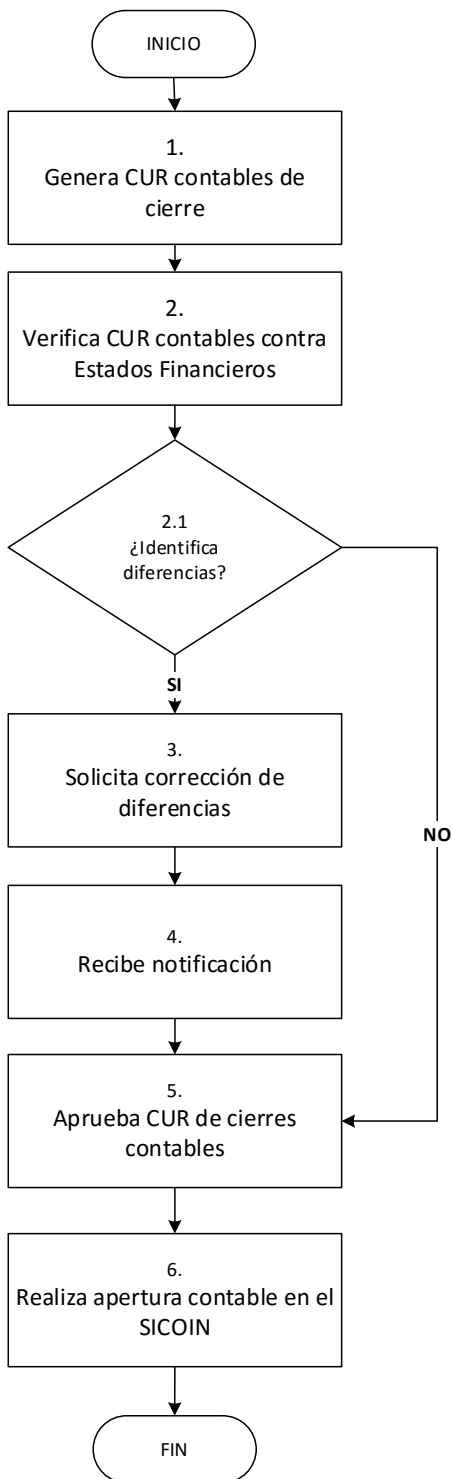 INICIO
1.
Genera CUR contables de
cierre
2.
Verifica CUR contables contra
Estados Financieros
2.1
¿Identifica
diferencias?
SI
3.
Solicita corrección de
diferencias
NO
4.
Recibe notificación
5.
Aprueba CUR de cierres
contables
6.
Realiza apertura contable en el
SICOIN
FIN